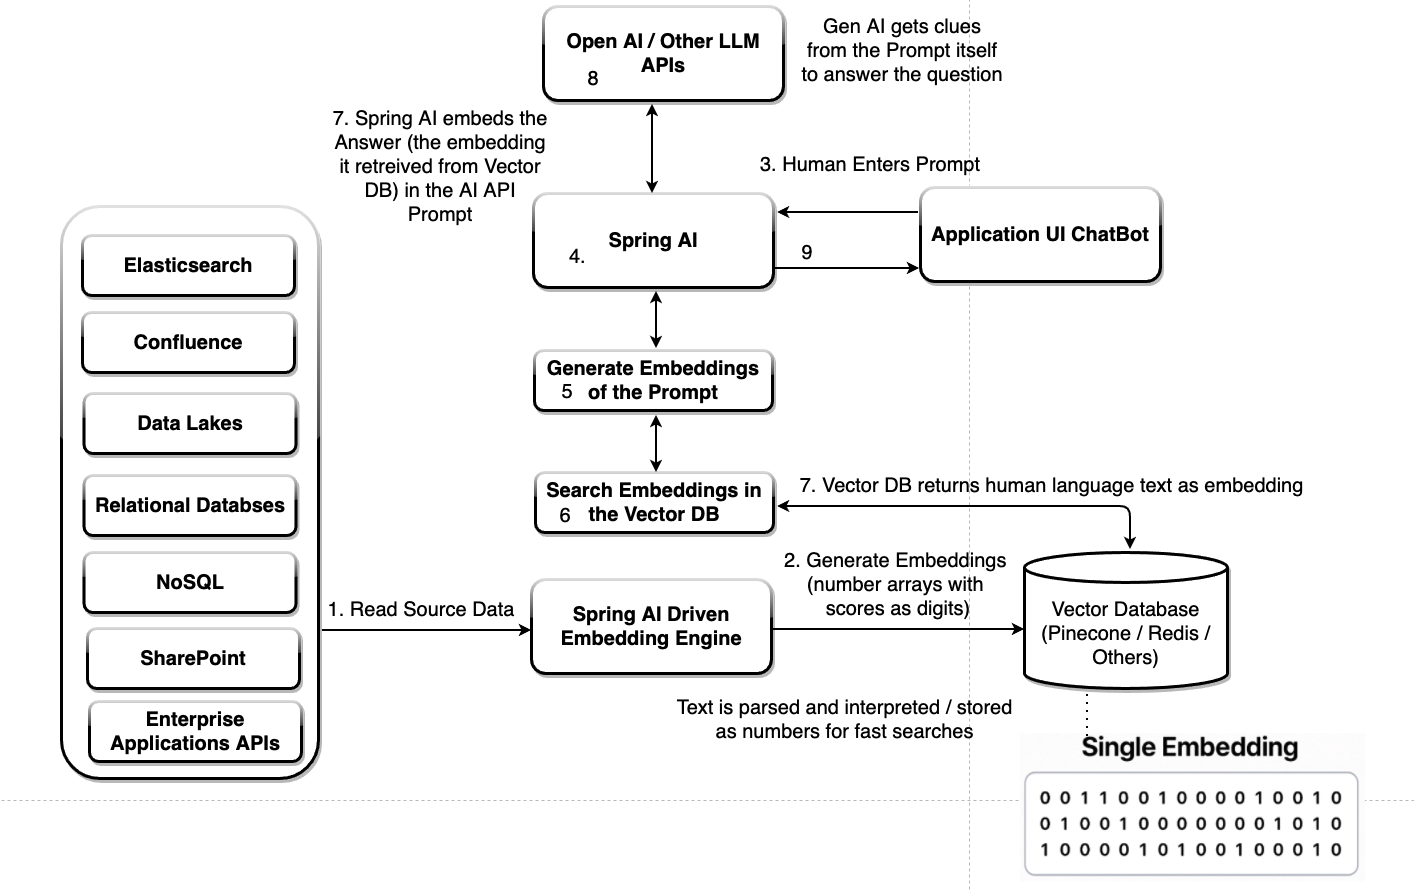 Open AI / Other LLM
APIs
8
Gen AI gets clues
from the Prompt itself
to answer the question
7. Spring AI embeds the
Answer (the embedding
it retreived from Vector
DB) in the AI API
Prompt
3. Human Enters Prompt
Spring AI
4.
9
Application UI ChatBot
Elasticsearch
Confluence
Data Lakes
Relational Databses
NoSQL
SharePoint
Enterprise
Applications APIs
Generate Embeddings
5 of the Prompt
Search Embeddings in
6 the Vector DB
7. Vector DB returns human language text as embedding
1. Read Source Data
Spring AI Driven
Embedding Engine
2. Generate Embeddings
(number arrays with
scores as digits)
Vector Database
(Pinecone / Redis /
Others)
Text is parsed and interpreted / stored
as numbers for fast searches
Single Embedding
0 0 1 1 0 0 1 0 0 0 0 1 0 0 1 0
0 1 0 0 1 0 0 0 0 0 0 0 1 0 1 0
1 0 0 0 0 1 0 1 0 0 1 0 0 0 1 0